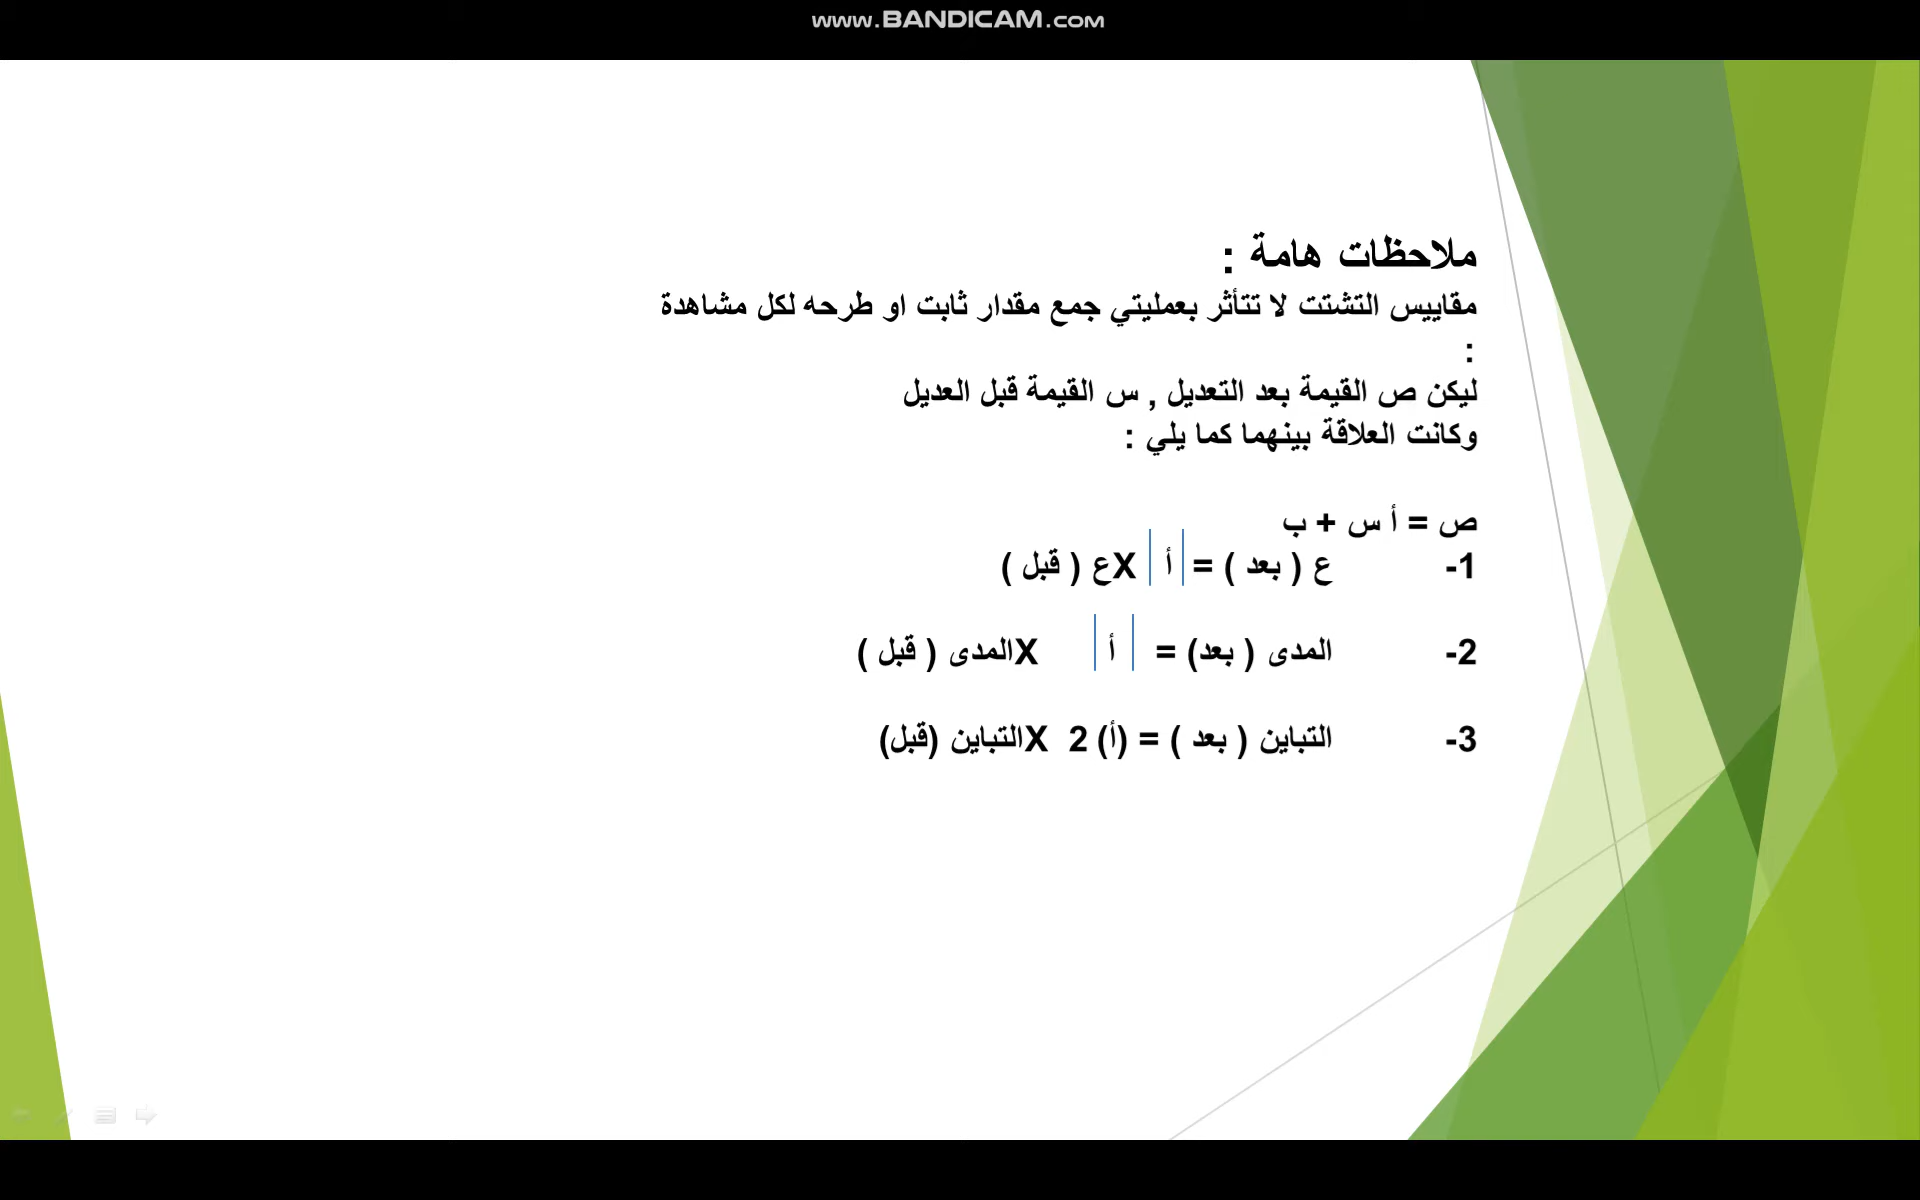 www.BANDICAM.com
ملاحظات هامة :
مقاييس التشتت لا تتأثر بعمليتي جمع مقدار ثابت او طرحه لكل مشاهدة
:
ليكن ص القيمة بعد التعديل , س القيمة قبل العديل
وكانت العلاقة بينهما كما يلي :
ص = أ س + ب
1- ع ( بعد ) = | أ | Xع ( قبل )
2- المدى ( بعد) = | أ | Xالمدى ( قبل )
3- التباين ( بعد ) = (أ) 2 Xالتباين (قبل)